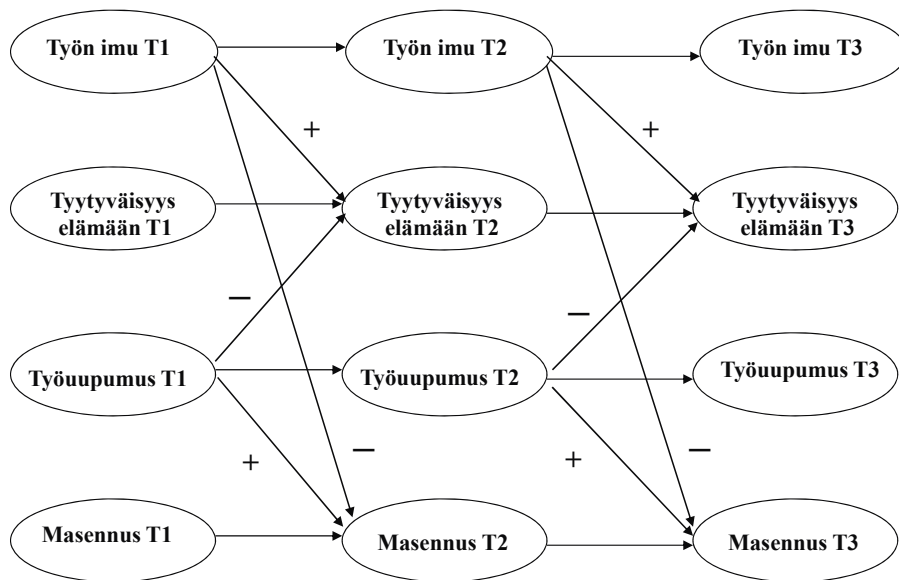 Työn imu T1
Työn imu T2
Työn imu T3
+
+
Tyytyväisyys
elämään T1
Tyytyväisyys
elämään T2
Tyytyväisyys
elämään T3
–
–
Työuupumus T1
Työuupumus T2
Työuupumus T3
+
–
+
–
Masennus T1
Masennus T2
Masennus T3